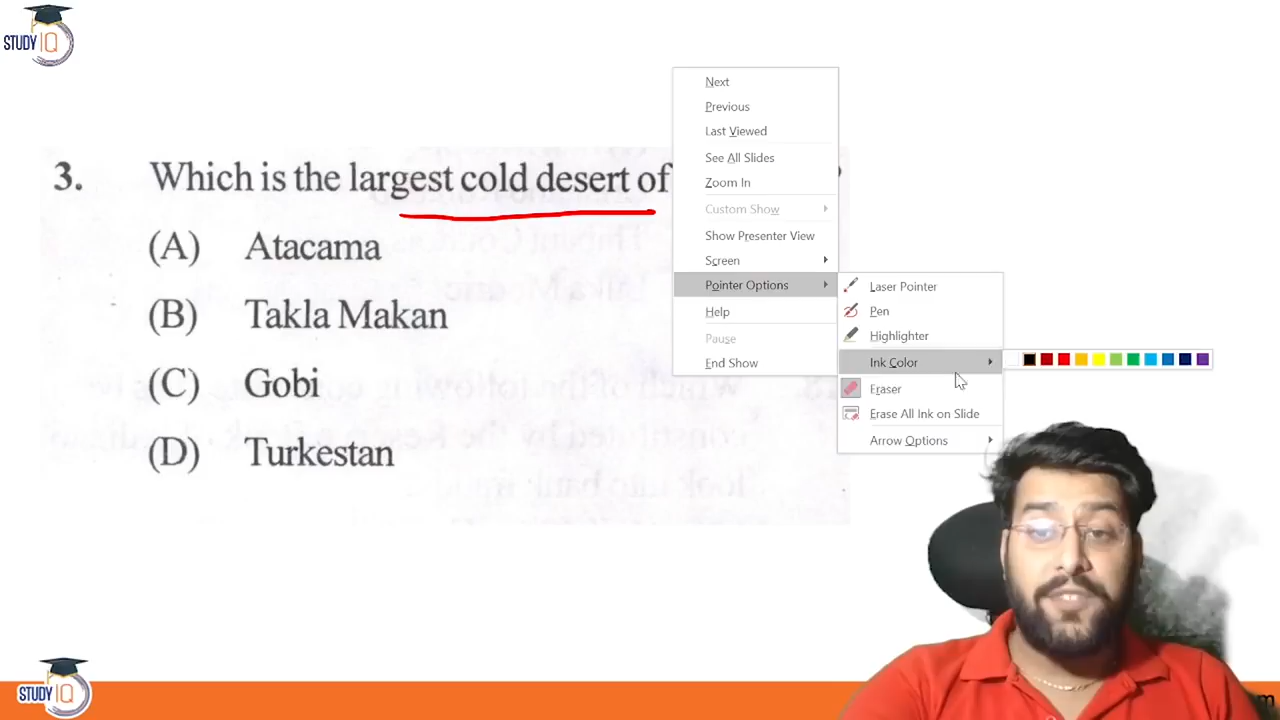 STUDY IQ
3. Which is the largest cold desert of
(A) Atacama
(B) Takla Makan
(C) Gobi
(D) Turkestan
Next
Previous
Last Viewed
See All Slides
Zoom In
Custom Show
Show Presenter View
Screen
Pointer Options
Help
Pause
End Show
Laser Pointer
Pen
Highlighter
Ink Color
Eraser
Erase All Ink on Slide
Arrow Options
STUDY IQ